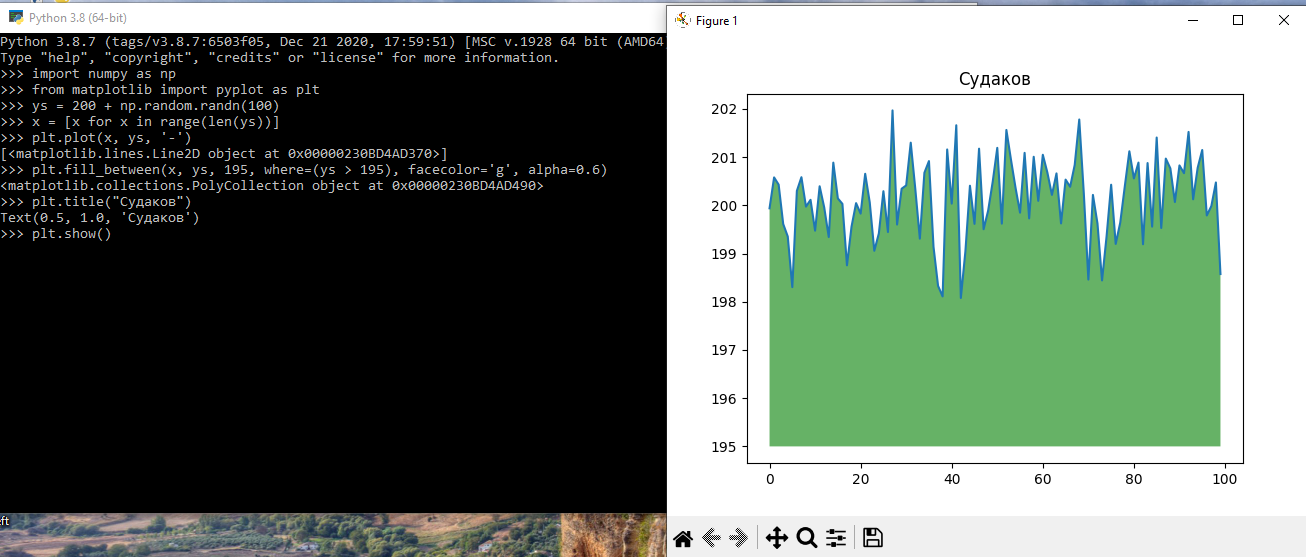 Python 3.8 (64-bit)
Python 3.8.7 (tags/v3.8.7:6503f05, Dec 21 2020, 17:59:51) [MSC v.1928 64 bit (AMD64
Type "help", "copyright", "credits" or "license" for more information.
>>> import numpy as np
>>> from matplotlib import pyplot as plt
>>> ys = 200 + np.random.randn(100)
>>> x = [x for x in range(len(ys))]
>>> plt.plot(x, ys, '-')
[<matplotlib.lines.Line2D object at 0x00000230BD4AD370>]
>>> plt.fill_between(x, ys, 195, where=(ys > 195), facecolor='g', alpha=0.6)
<matplotlib.collections.PolyCollection object at 0x00000230BD4AD490>
>>> plt.title("Судаков")
Text(0.5, 1.0, 'Судаков')
>>> plt.show()
eft
Figure 1
Судаков
202
201
200
199
198
197
196
195
0 20 40 60 80 100